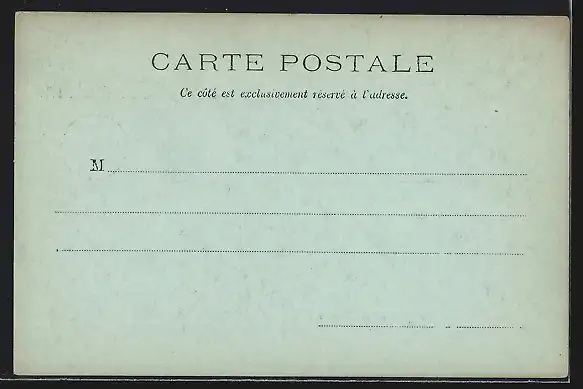 CARTE POSTALE
Ce côté est exclusivement réservé à l'adresse.
M